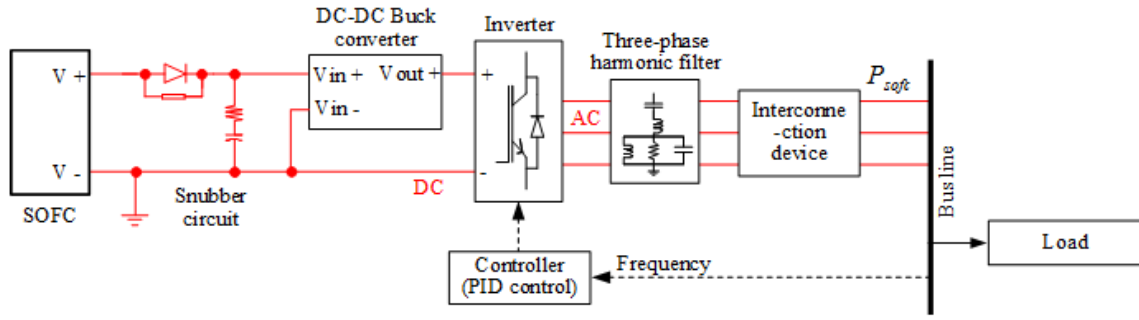 DC-DC Buck
converter
Inverter
Three-phase
harmonic filter
V +
V -
SOFC
Snubber
circuit
Vin +
Vout +
Vin -
DC
+
-
AC
Interconne
-ction
device
P_sofc
Bus line
Load
Controller
(PID control)
Frequency